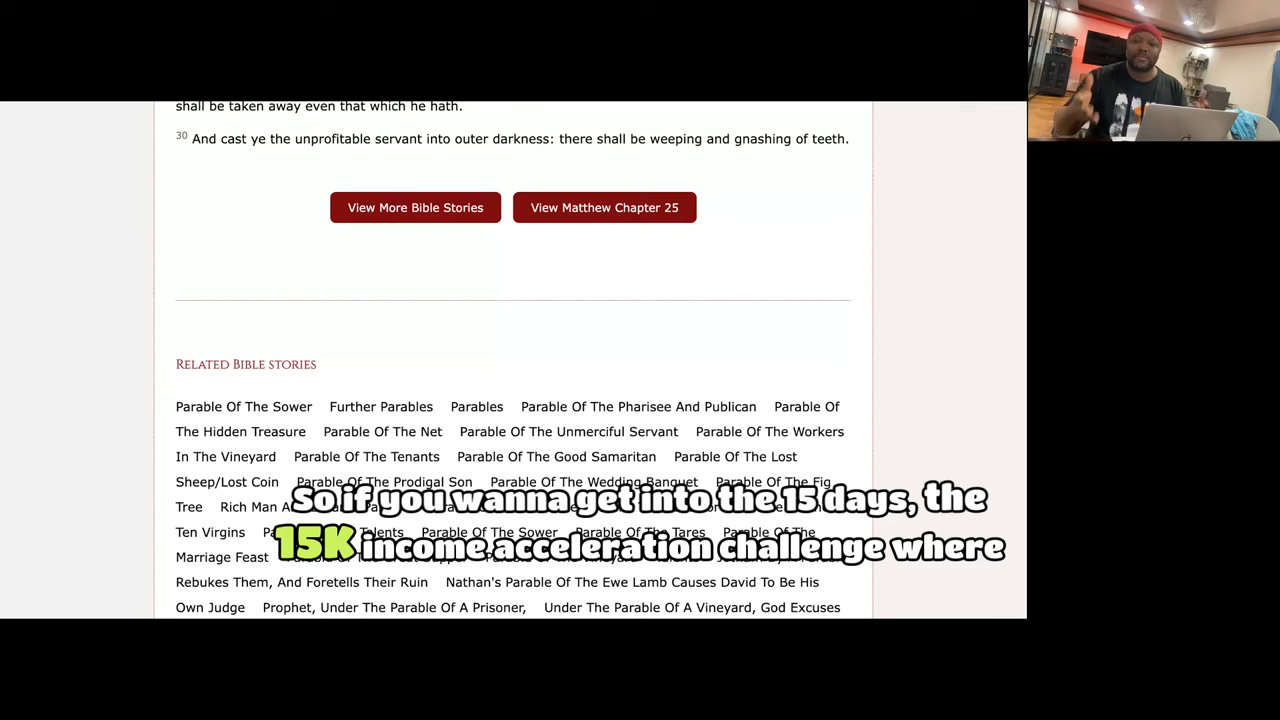 shall be taken away even that which he hath.
30 And cast ye the unprofitable servant into outer darkness: there shall be weeping and gnashing of teeth.
View More Bible Stories View Matthew Chapter 25
RELATED BIBLE STORIES
Parable Of The Sower Further Parables Parables Parable Of The Pharisee And Publican Parable Of
The Hidden Treasure Parable Of The Net Parable Of The Unmerciful Servant Parable Of The Workers
In The Vineyard Parable Of The Tenants Parable Of The Good Samaritan Parable Of The Lost
Sheep/Lost Coin Parable Of The Prodigal Son Parable Of The Wedding Banquet Parable Of The Fig
Tree Rich Man
So if you wanna get into the 15 days, the
Ten Virgins Talents Parable Of The Sower Parable Of The Tares Parable Of The
15K income acceleration challenge where
Marriage Feast
Rebukes Them, And Foretells Their Ruin Nathan's Parable Of The Ewe Lamb Causes David To Be His
Own Judge Prophet, Under The Parable Of A Prisoner, Under The Parable Of A Vineyard, God Excuses